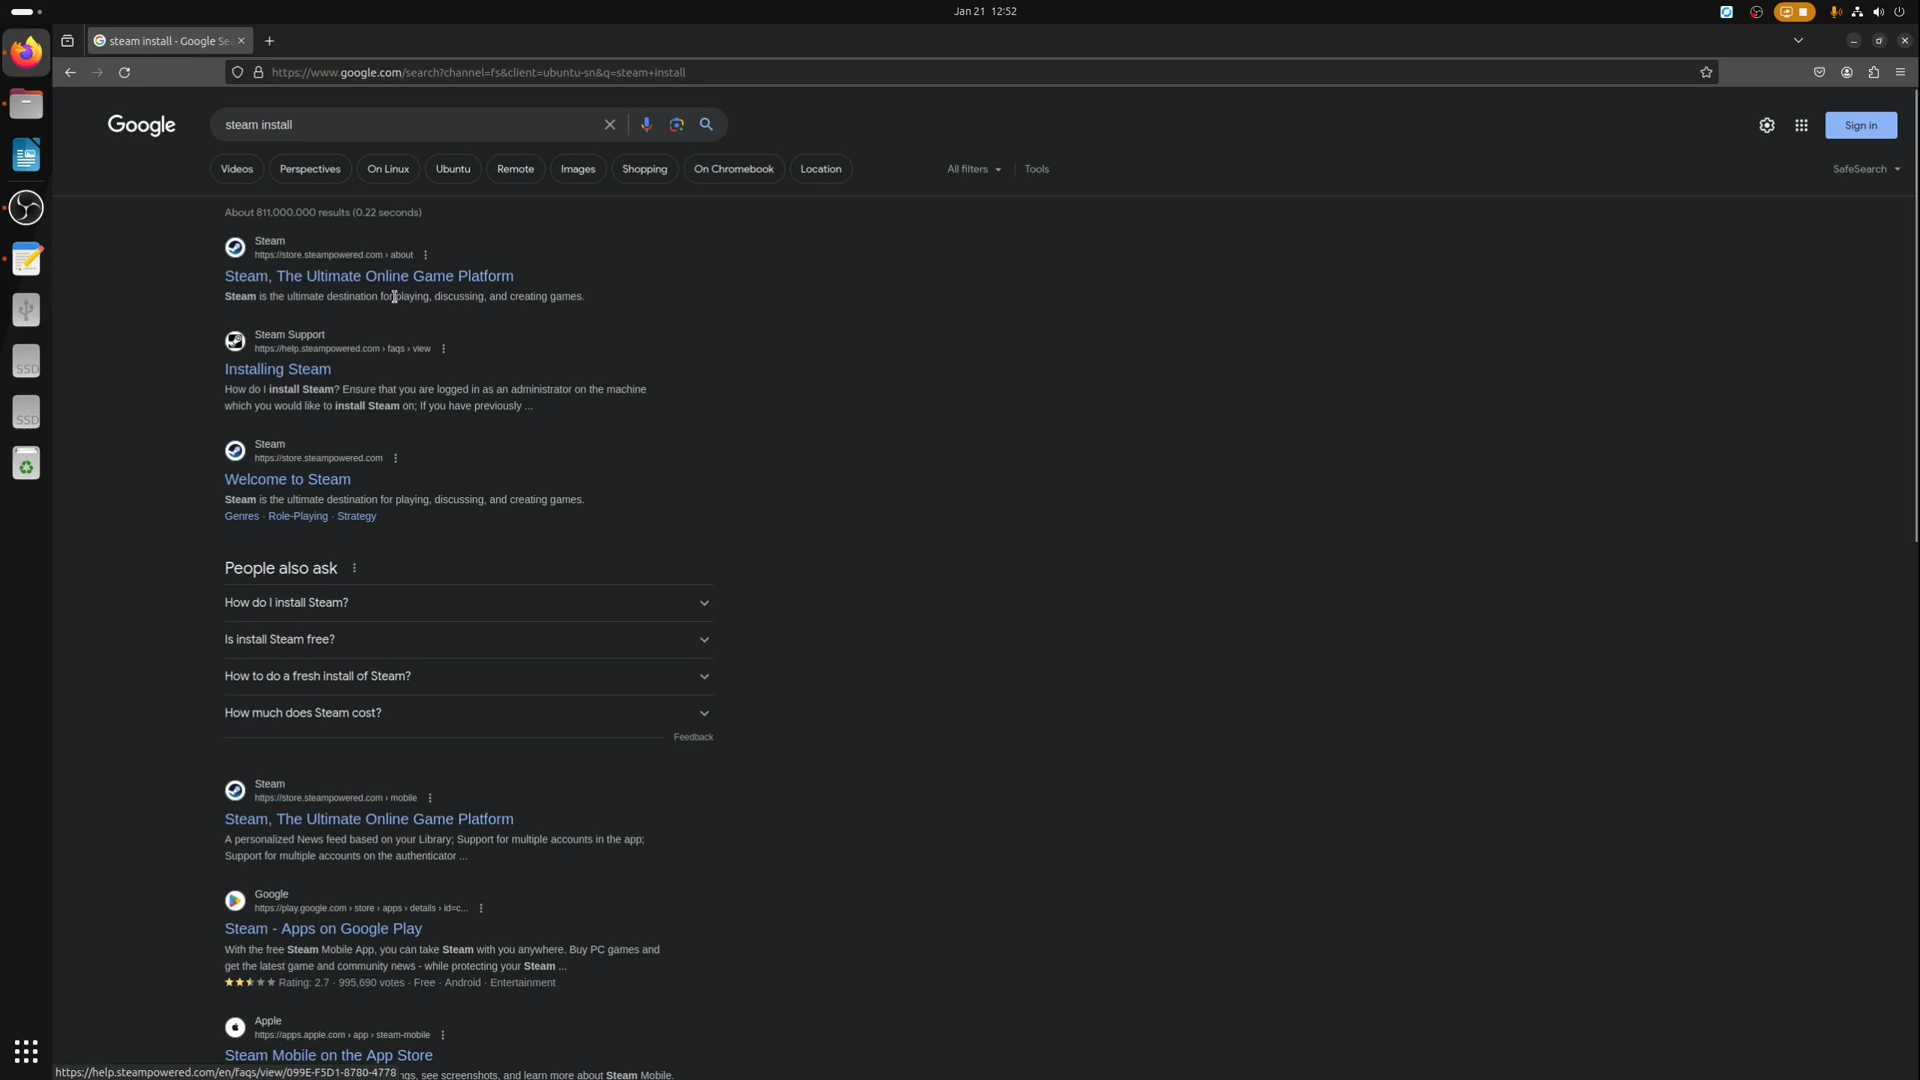 Jan 21 12:52
steam install - Google Sea
https://www.google.com/search?channel=fs&client=ubuntu-sn&q=steam+install
Google
steam install
Sign in
Videos
Perspectives
On Linux
Ubuntu
Remote
Images
Shopping
On Chromebook
Location
All filters
Tools
SafeSearch
About 811,000,000 results (0.22 seconds)
Steam
https://store.steampowered.com › about
Steam, The Ultimate Online Game Platform
Steam is the ultimate destination for playing, discussing, and creating games.
Steam Support
https://help.steampowered.com › faqs › view
Installing Steam
How do I install Steam? Ensure that you are logged in as an administrator on the machine
which you would like to install Steam on; If you have previously ...
Steam
https://store.steampowered.com
Welcome to Steam
Steam is the ultimate destination for playing, discussing, and creating games.
Genres · Role-Playing · Strategy
People also ask
How do I install Steam?
Is install Steam free?
How to do a fresh install of Steam?
How much does Steam cost?
Feedback
Steam
https://store.steampowered.com › mobile
Steam, The Ultimate Online Game Platform
A personalized News feed based on your Library; Support for multiple accounts in the app;
Support for multiple accounts on the authenticator ...
Google
https://play.google.com › store › apps › details › id=c...
Steam - Apps on Google Play
With the free Steam Mobile App, you can take Steam with you anywhere. Buy PC games and
get the latest game and community news - while protecting your Steam ...
Rating: 2.7 · 995,690 votes · Free · Android · Entertainment
Apple
https://apps.apple.com › app › steam-mobile
Steam Mobile on the App Store
https://help.steampowered.com/en/faqs/view/099E-F5D1-8780-4778
ngs, see screenshots, and learn more about Steam Mobile.
SSD
SSD